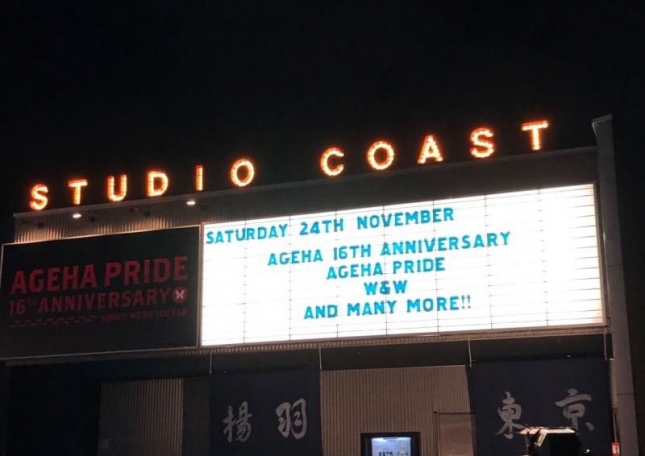 STUDIO COAST
AGEHA PRIDE
16TH ANNIVERSARY
SATURDAY 24TH NOVEMBER
AGEHA 16TH ANNIVERSARY
AGEHA PRIDE
W&W
AND MANY MORE!!
揚羽
東京